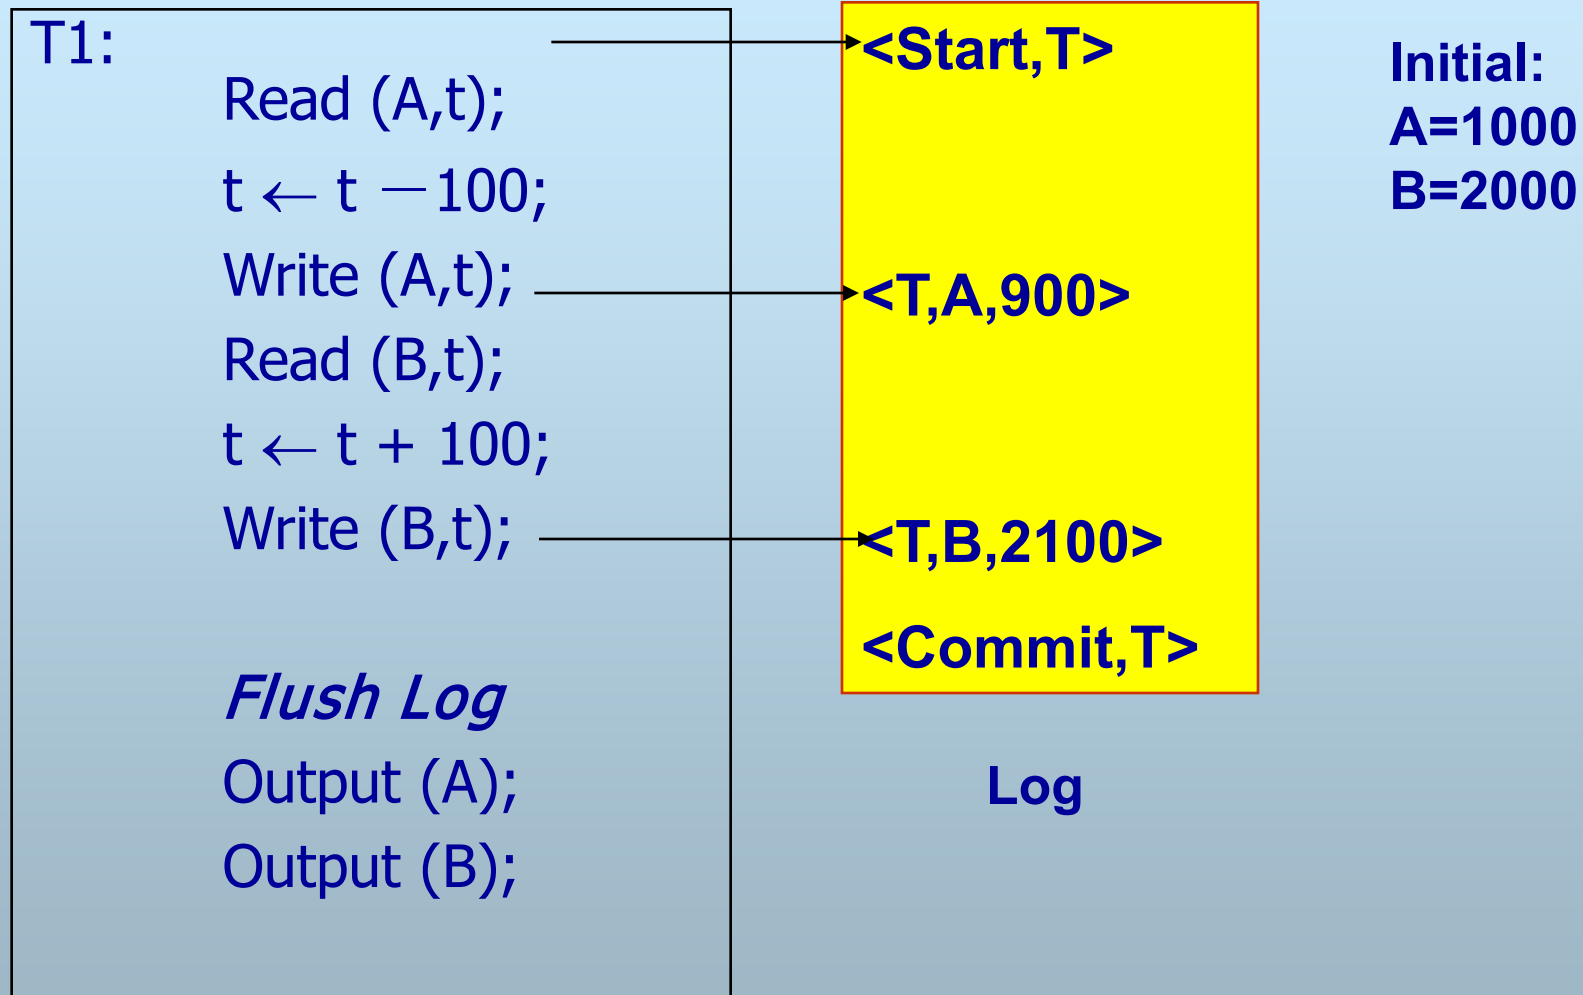 T1:
Read (A,t);
t ← t －100;
Write (A,t);
Read (B,t);
t ← t + 100;
Write (B,t);
Flush Log
Output (A);
Output (B);
<Start,T>
<T,A,900>
<T,B,2100>
<Commit,T>
Log
Initial:
A=1000
B=2000